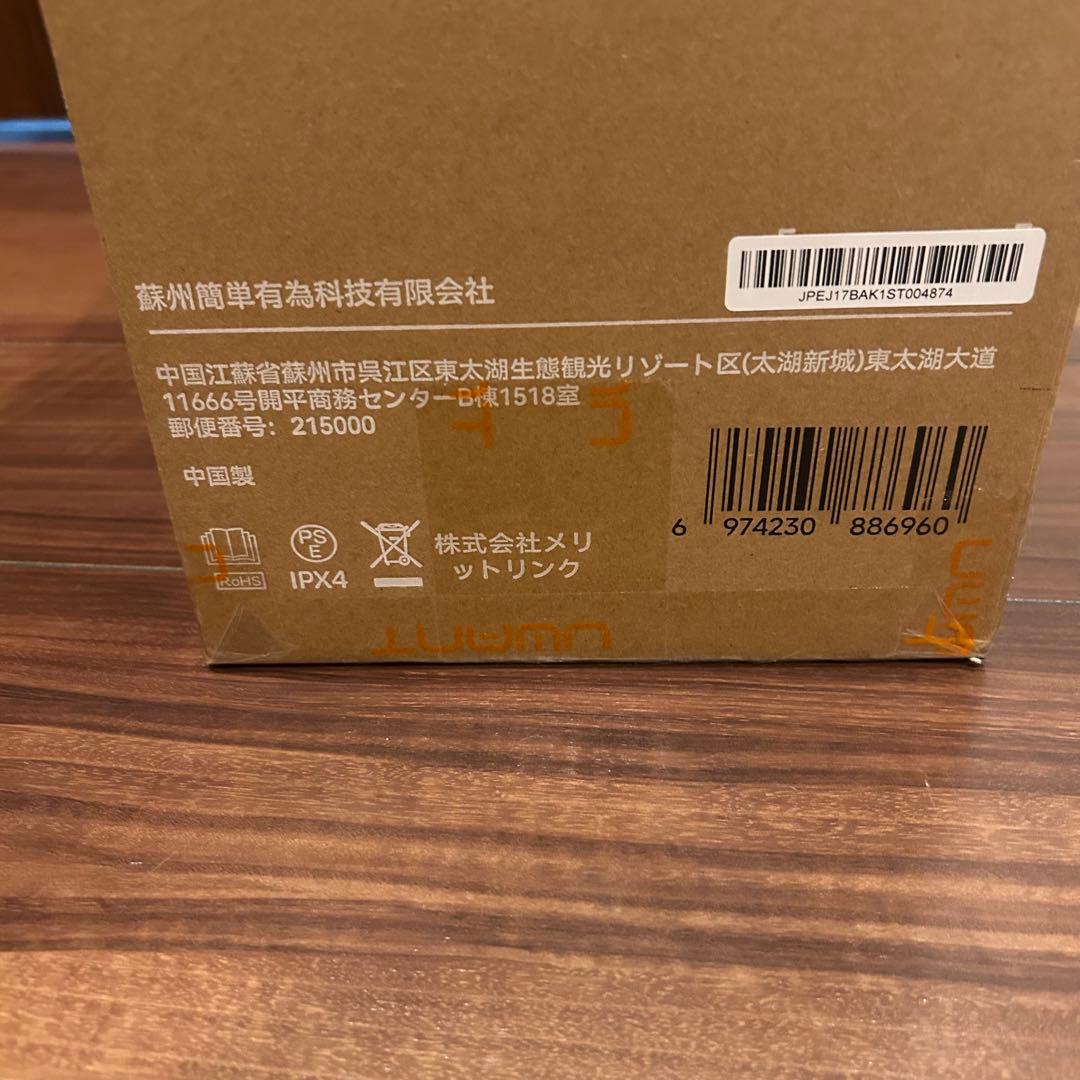 JPEJ17BAK1ST004874
蘇州簡単有為科技有限会社
中国江蘇省蘇州市呉江区東太湖生態観光リゾート区(太湖新城)東太湖大道
11666号開平商務センターB棟1518室
郵便番号: 215000
中国製
6 974230 886960
RoHS
PSE
IPX4
株式会社メリ
ットリンク
UWANT
UWANT